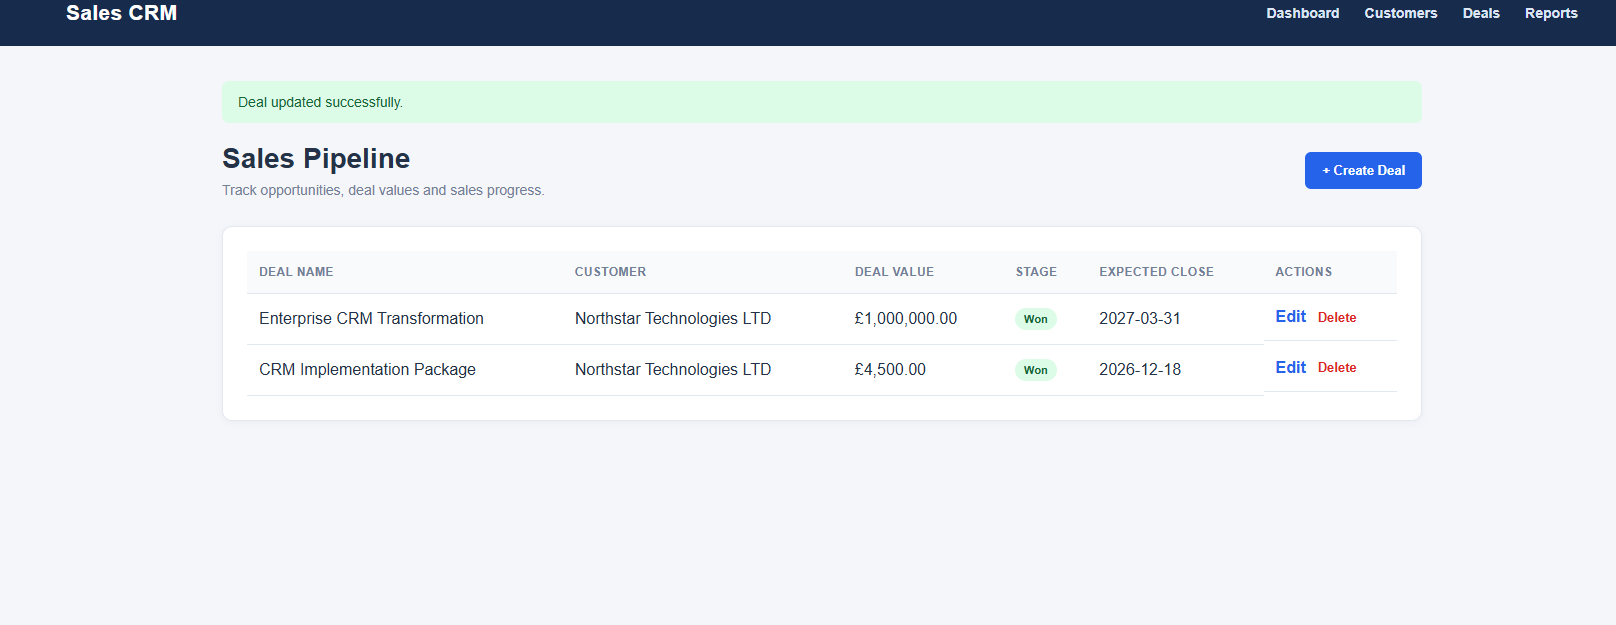 Sales CRM
Dashboard Customers Deals Reports
Deal updated successfully.
Sales Pipeline
Track opportunities, deal values and sales progress.
+ Create Deal
DEAL NAME CUSTOMER DEAL VALUE STAGE EXPECTED CLOSE ACTIONS
Enterprise CRM Transformation Northstar Technologies LTD £1,000,000.00 Won 2027-03-31 Edit Delete
CRM Implementation Package Northstar Technologies LTD £4,500.00 Won 2026-12-18 Edit Delete